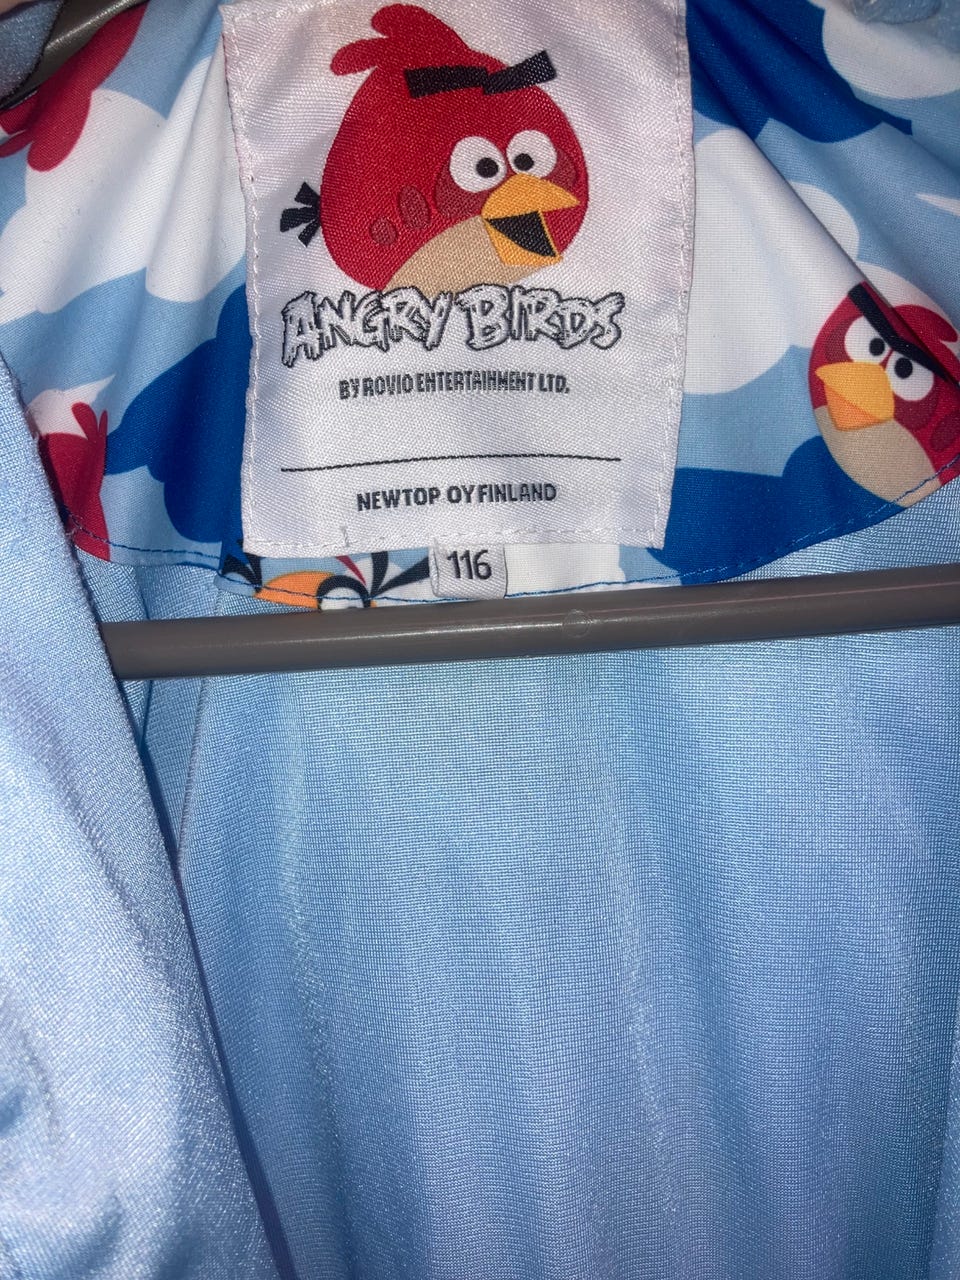 ANGRY BIRDS
BY ROVIO ENTERTAINMENT LTD.
NEWTOP OY FINLAND
116